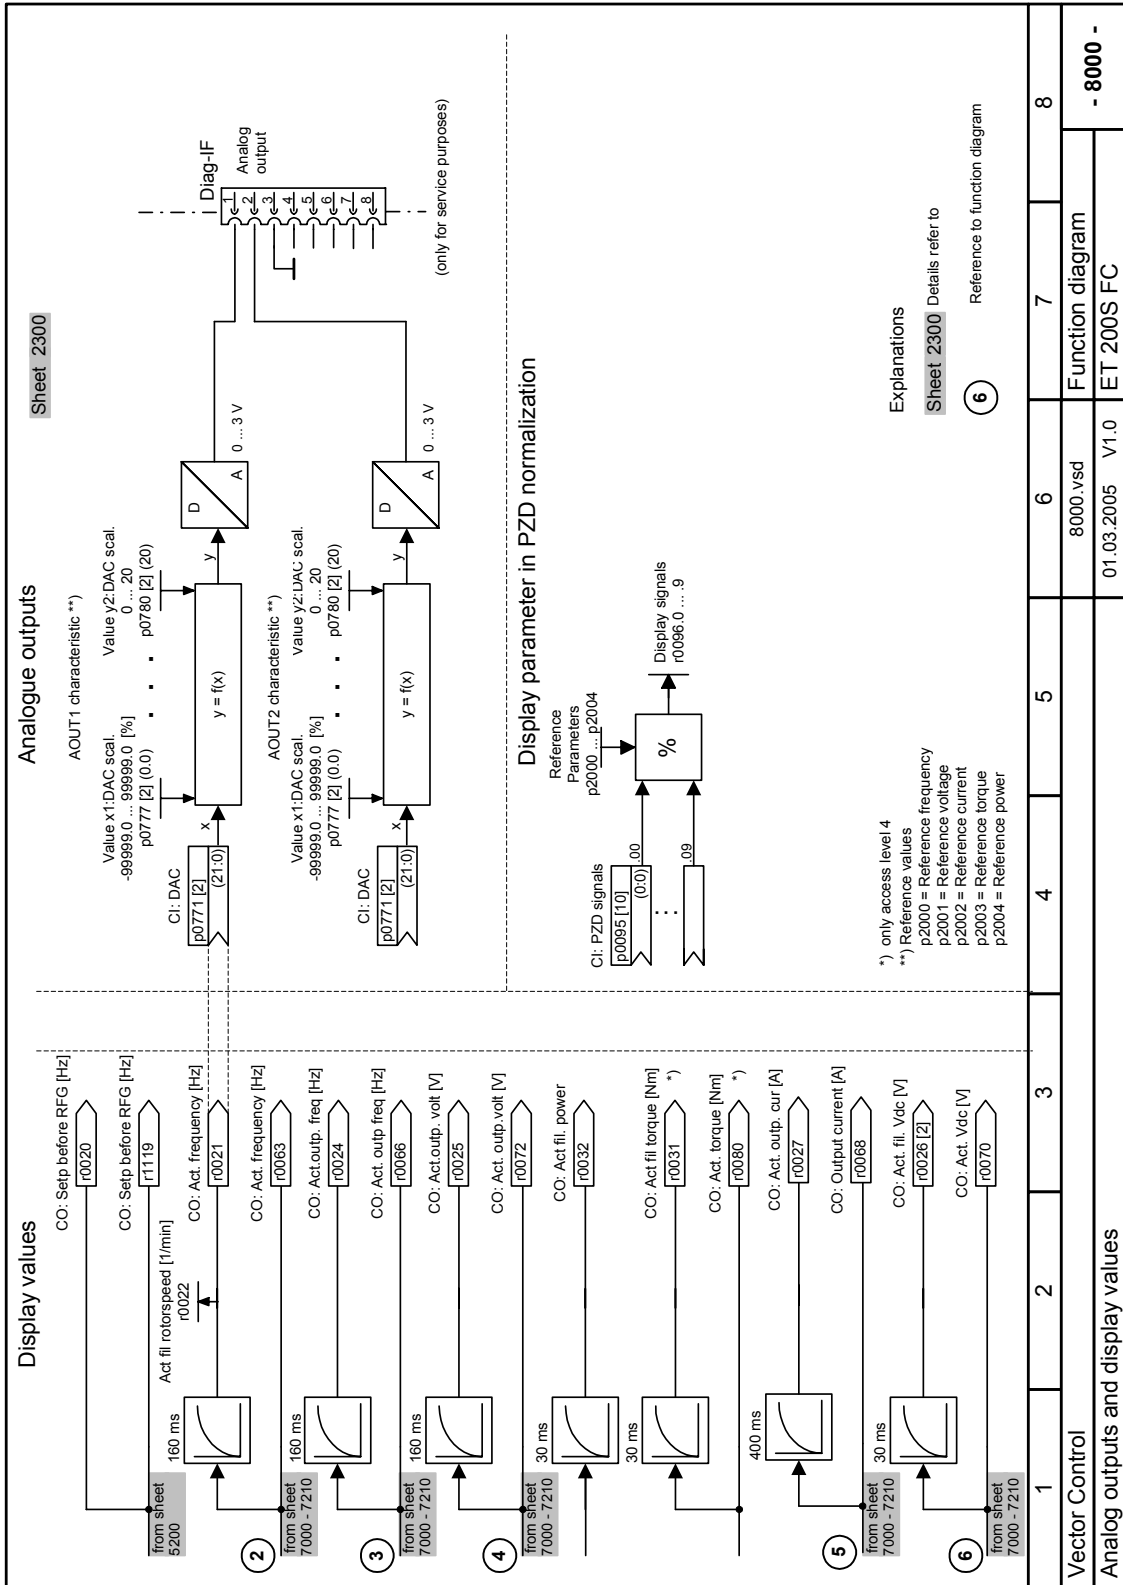 Display values
Analogue outputs
Sheet 2300
CO: Setp before RFG [Hz]
r0020
CO: Setp before RFG [Hz]
r1119
from sheet
5200
Act fil rotorspeed [1/min]
r0022
160 ms
CO: Act. frequency [Hz]
r0021
2
from sheet
7000 - 7210
CO: Act. frequency [Hz]
r0063
160 ms
CO: Act.outp. freq [Hz]
r0024
3
from sheet
7000 - 7210
CO: Act. outp freq [Hz]
r0066
160 ms
CO: Act.outp. volt [V]
r0025
4
from sheet
7000 - 7210
CO: Act. outp.volt [V]
r0072
30 ms
CO: Act fil. power
r0032
30 ms
CO: Act fil torque [Nm]
r0031
*)
CO: Act. torque [Nm]
r0080
*)
400 ms
CO: Act. outp. cur [A]
r0027
5
from sheet
7000 - 7210
CO: Output current [A]
r0068
30 ms
CO: Act. fil. Vdc [V]
r0026 [2]
6
from sheet
7000 - 7210
CO: Act. Vdc [V]
r0070
AOUT1 characteristic **)
Value x1:DAC scal.
-99999.0 ... 99999.0 [%]
p0777 [2] (0.0)
. . .
Value y2:DAC scal.
0 ... 20
p0780 [2] (20)
CI: DAC
p0771 [2]
(21:0)
x
y = f(x)
y
D
A
0 ... 3 V
AOUT2 characteristic **)
Value x1:DAC scal.
-99999.0 ... 99999.0 [%]
p0777 [2] (0.0)
. . .
Value y2:DAC scal.
0 ... 20
p0780 [2] (20)
CI: DAC
p0771 [2]
(21:0)
x
y = f(x)
y
D
A
0 ... 3 V
Diag-IF
Analog
output
1
2
3
4
5
6
7
8
(only for service purposes)
Display parameter in PZD normalization
Reference
Parameters
p2000 ... p2004
CI: PZD signals
p0095 [10]
(0:0)
.00
. . .
.09
%
Display signals
r0096.0 ... .9
*) only access level 4
**) Reference values
p2000 = Reference frequency
p2001 = Reference voltage
p2002 = Reference current
p2003 = Reference torque
p2004 = Reference power
Explanations
Sheet 2300 Details refer to
6 Reference to function diagram
1 2 3 4 5 6 7 8
Vector Control
8000.vsd
Function diagram
- 8000 -
Analog outputs and display values
01.03.2005 V1.0
ET 200S FC